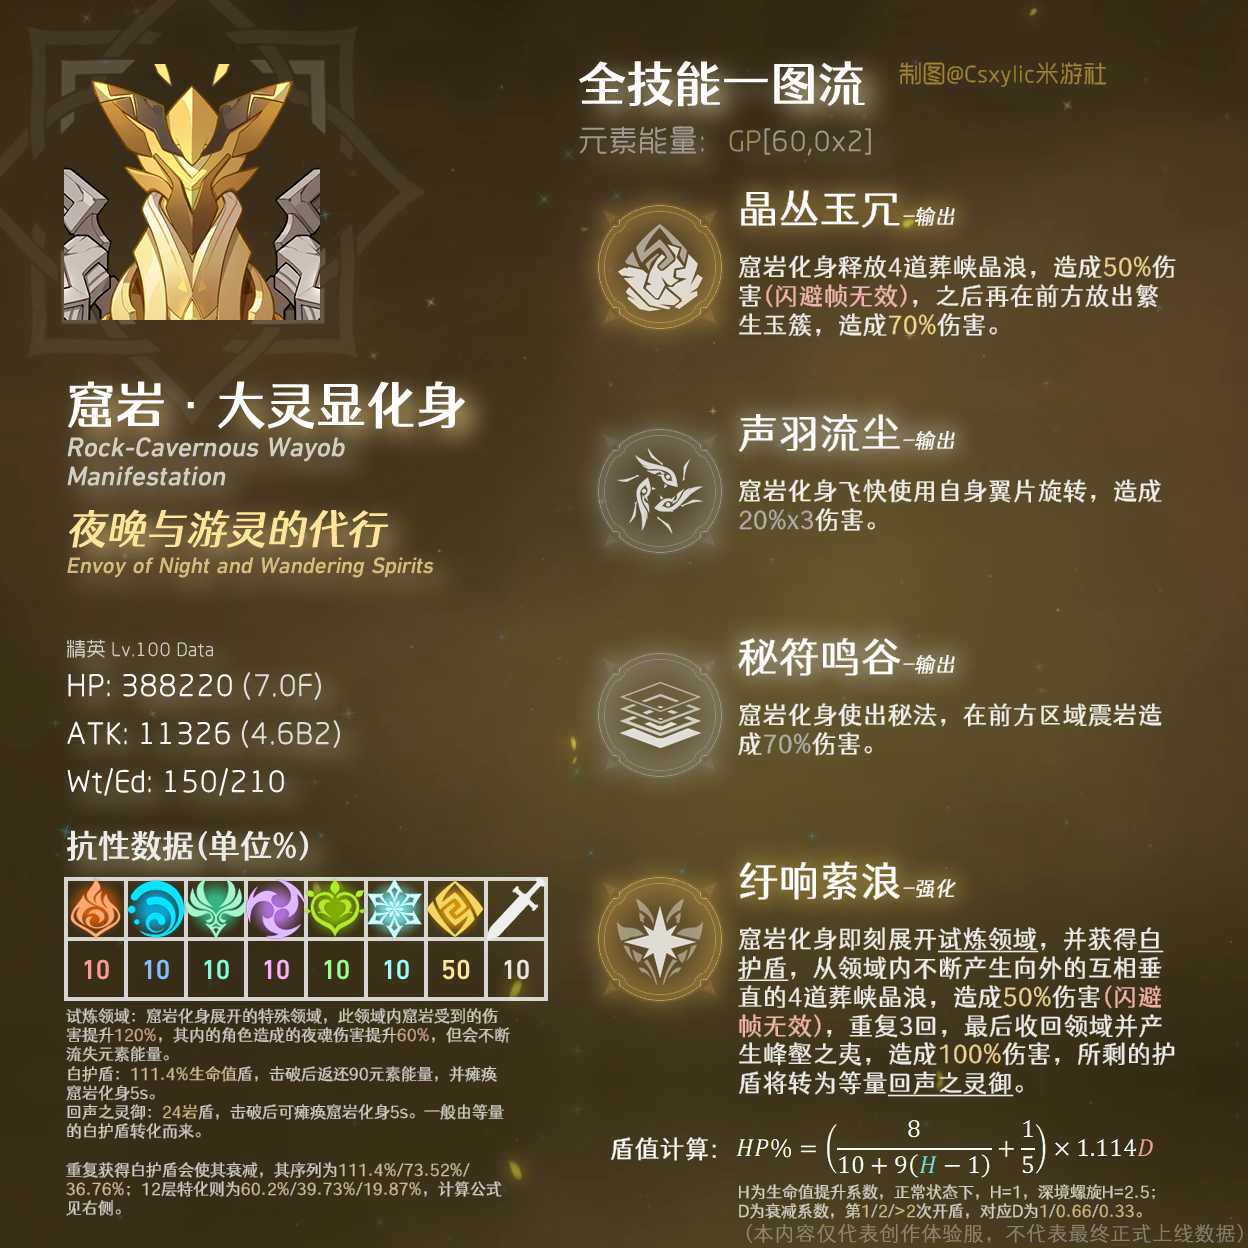 全技能一图流
制图@Csxylic米游社
元素能量： GP[60,0x2]
晶丛玉冗-输出
窟岩化身释放4道葬峡晶浪，造成50%伤
害(闪避帧无效)，之后再在前方放出繁
生玉簇，造成70%伤害。
声羽流尘-输出
窟岩化身飞快使用自身翼片旋转，造成
20%x3伤害。
秘符鸣谷-输出
窟岩化身使出秘法，在前方区域震岩造
成70%伤害。
纡响萦浪-强化
窟岩化身即刻展开试炼领域，并获得白
护盾，从领域内不断产生向外的互相垂
直的4道葬峡晶浪，造成50%伤害(闪避
帧无效)，重复3回，最后收回领域并产
生峰壑之夷，造成100%伤害，所剩的护
盾将转为等量回声之灵御。
窟岩·大灵显化身
Rock-Cavernous Wayob
Manifestation
夜晚与游灵的代行
Envoy of Night and Wandering Spirits
精英 Lv.100 Data
HP: 388220 (7.0F)
ATK: 11326 (4.6B2)
Wt/Ed: 150/210
抗性数据(单位%)
10 10 10 10 10 10 50 10
试炼领域：窟岩化身展开的特殊领域，此领域内窟岩受到的伤
害提升120%，其内的角色造成的夜魂伤害提升60%，但会不断
流失元素能量。
白护盾：111.4%生命值盾，击破后返还90元素能量，并瘫痪
窟岩化身5s。
回声之灵御：24岩盾，击破后可瘫痪窟岩化身5s。一般由等量
的白护盾转化而来。
重复获得白护盾会使其衰减，其序列为111.4%/73.52%/
36.76%；12层特化则为60.2%/39.73%/19.87%，计算公式
见右侧。
盾值计算：HP% = (8/(10 + 9(H − 1)) + 1/5) × 1.114D
H为生命值提升系数，正常状态下，H=1，深境螺旋H=2.5；
D为衰减系数，第1/2/>2次开盾，对应D为1/0.66/0.33。
(本内容仅代表创作体验服，不代表最终正式上线数据)